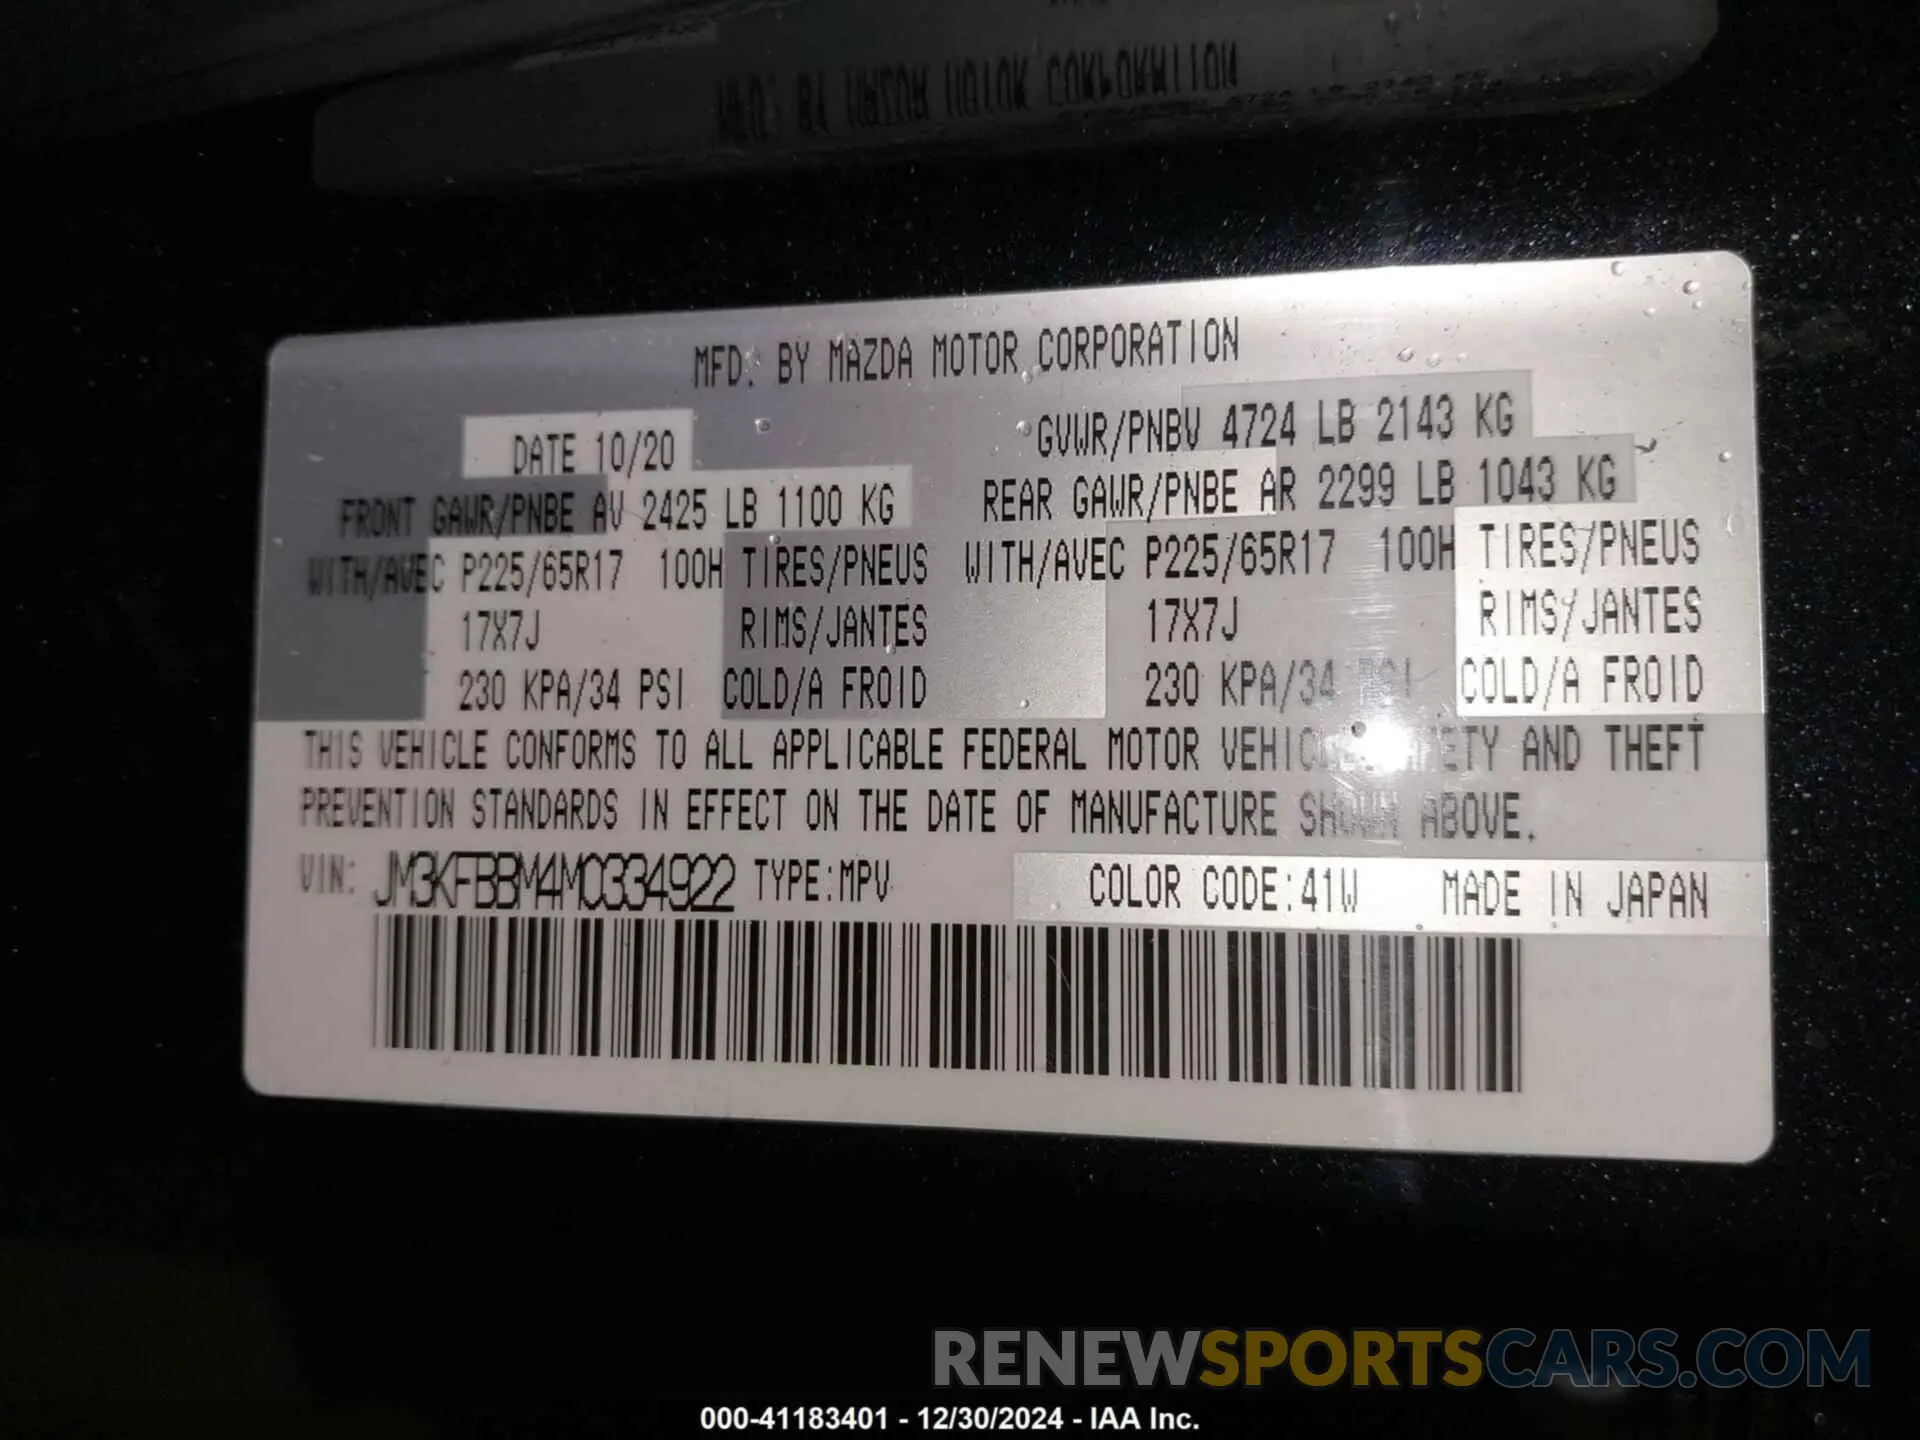 MFD. BY MAZDA MOTOR CORPORATION
DATE 10/20
GVWR/PNBV 4724 LB 2143 KG
FRONT GAWR/PNBE AV 2425 LB 1100 KG
REAR GAWR/PNBE AR 2299 LB 1043 KG
WITH/AVEC P225/65R17 100H TIRES/PNEUS
WITH/AVEC P225/65R17 100H TIRES/PNEUS
17X7J RIMS/JANTES
17X7J RIMS/JANTES
230 KPA/34 PSI COLD/A FROID
230 KPA/34 PSI COLD/A FROID
THIS VEHICLE CONFORMS TO ALL APPLICABLE FEDERAL MOTOR VEHICLE SAFETY AND THEFT
PREVENTION STANDARDS IN EFFECT ON THE DATE OF MANUFACTURE SHOWN ABOVE.
VIN: JM3KFBBM4M0334922 TYPE:MPV COLOR CODE:41W MADE IN JAPAN
RENEWSPORTSCARS.COM
000-41183401 - 12/30/2024 - IAA Inc.